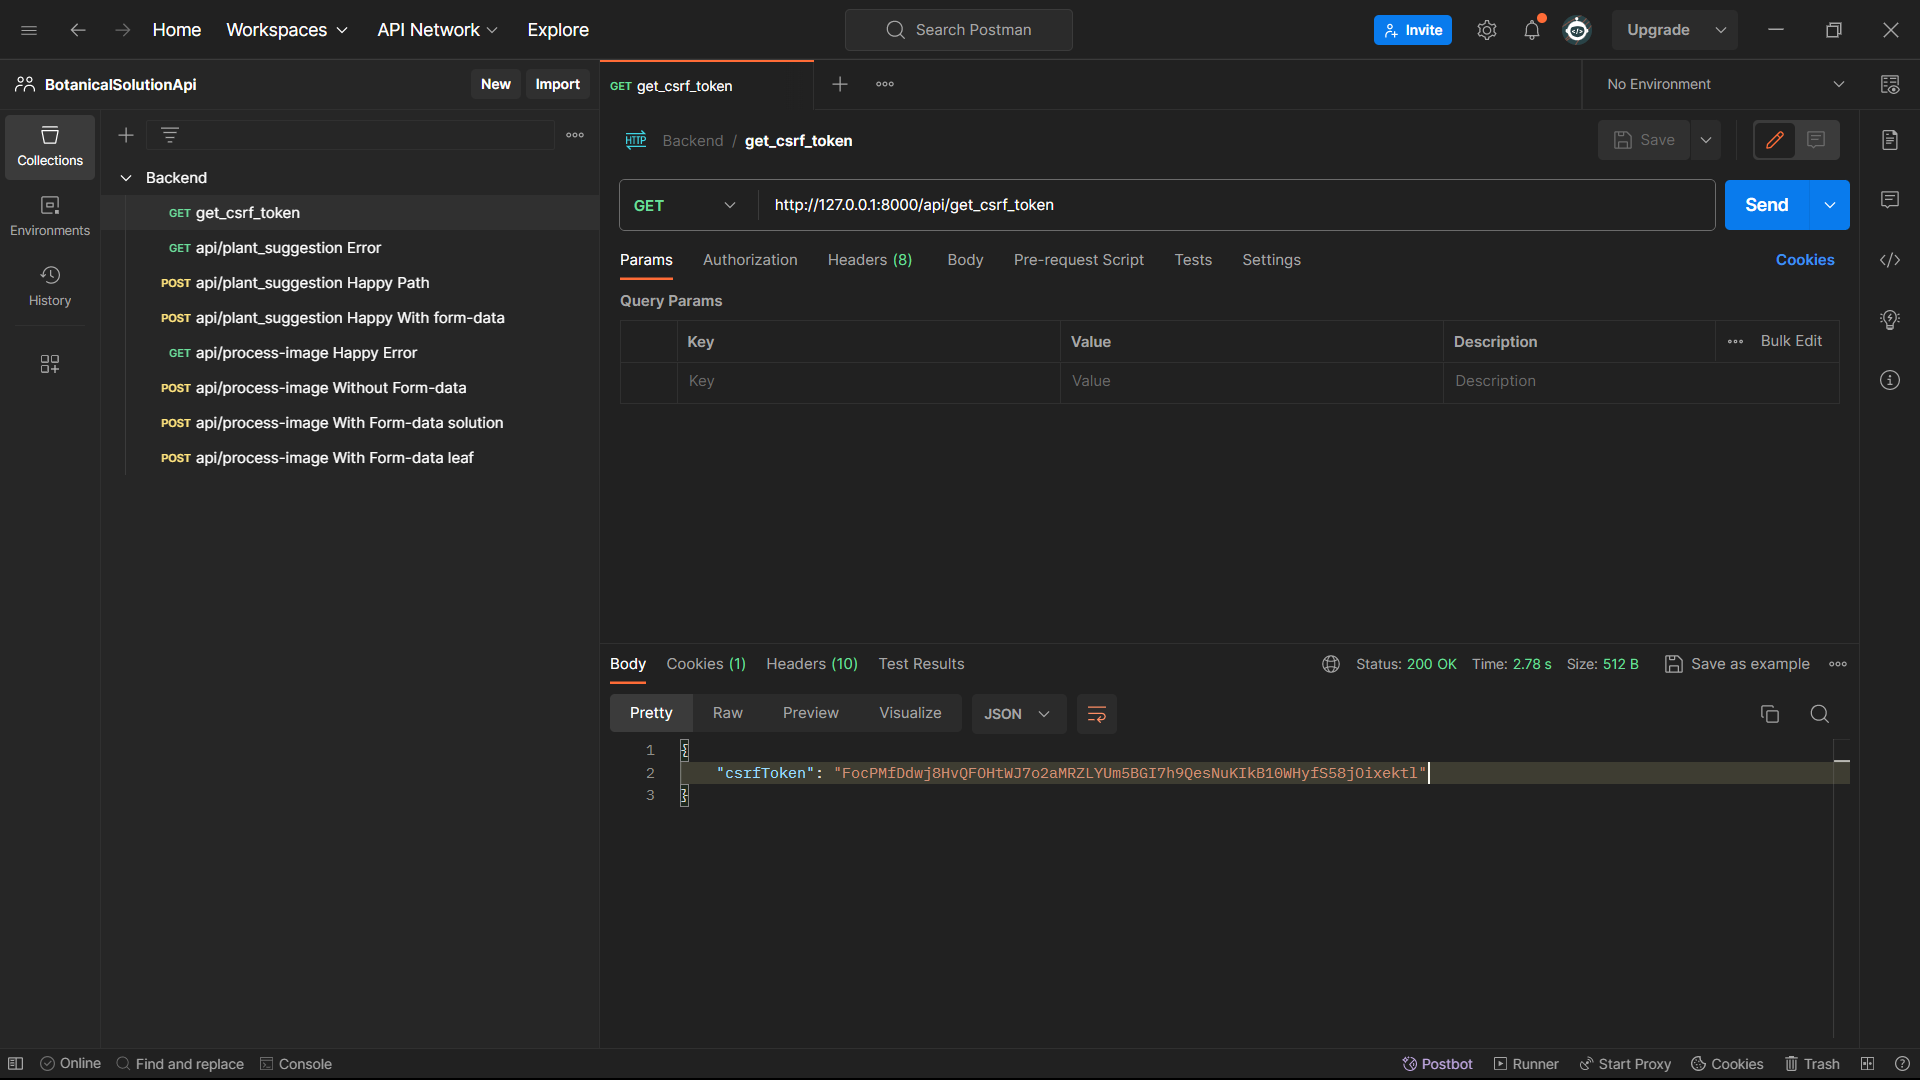 Home Workspaces API Network Explore
Search Postman
Invite
Upgrade
BotanicalSolutionApi
New Import
GET get_csrf_token
No Environment
Collections
Environments
History
Backend
GET get_csrf_token
GET api/plant_suggestion Error
POST api/plant_suggestion Happy Path
POST api/plant_suggestion Happy With form-data
GET api/process-image Happy Error
POST api/process-image Without Form-data
POST api/process-image With Form-data solution
POST api/process-image With Form-data leaf
HTTP Backend / get_csrf_token
Save
GET http://127.0.0.1:8000/api/get_csrf_token
Send
Params Authorization Headers (8) Body Pre-request Script Tests Settings Cookies
Query Params
Key Value Description Bulk Edit
Key Value Description
Body Cookies (1) Headers (10) Test Results
Status: 200 OK Time: 2.78 s Size: 512 B Save as example
Pretty Raw Preview Visualize JSON
1 {
2 "csrfToken": "FocPMfDdwj8HvQFOHtWJ7o2aMRZLYUm5BGI7h9QesNuKIkB10WHyfS58jOixektl"
3 }
Online Find and replace Console
Postbot Runner Start Proxy Cookies Trash